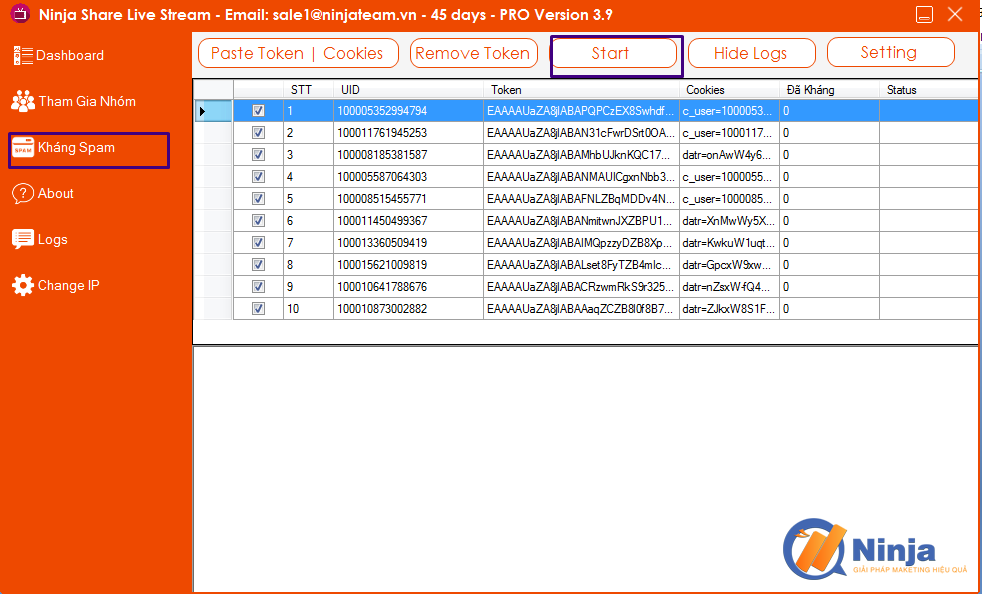 Ninja Share Live Stream - Email: sale1@ninjateam.vn - 45 days - PRO Version 3.9
Dashboard
Tham Gia Nhóm
SPAM
Kháng Spam
About
Logs
Change IP
Paste Token | Cookies
Remove Token
Start
Hide Logs
Setting
STT UID Token Cookies Đã Kháng Status
1 100005352994794 EAAAAUaZA8jlABAPQPCzEX8Swhdf... c_user=1000053... 0
2 100011761945253 EAAAAUaZA8jlABAN31cFwrDSrt0OA... c_user=1000117... 0
3 100008185381587 EAAAAUaZA8jlABAMhbUJknKQC17... datr=onAwW4y6... 0
4 100005587064303 EAAAAUaZA8jlABANMAUICgxnNbb3... c_user=1000055... 0
5 100008515455771 EAAAAUaZA8jlABAFNLZBqMDDv4N... c_user=1000085... 0
6 100011450499367 EAAAAUaZA8jlABANmitwnJXZBPU1... datr=XnMwWy5X... 0
7 100013360509419 EAAAAUaZA8jlABAIMQpzzyDZB8Xp... datr=KwkuW1uqt... 0
8 100015621009819 EAAAAUaZA8jlABALset8FyTZB4mlc... datr=GpcxW9xw... 0
9 100010641788676 EAAAAUaZA8jlABACRzwmRkS9r325... datr=nZsxW-fQ4... 0
10 100010873002882 EAAAAUaZA8jlABAAaqZCZB8l0f8B7... datr=ZJkxW8S1F... 0
Ninja
GIẢI PHÁP MAKETING HIỆU QUẢ